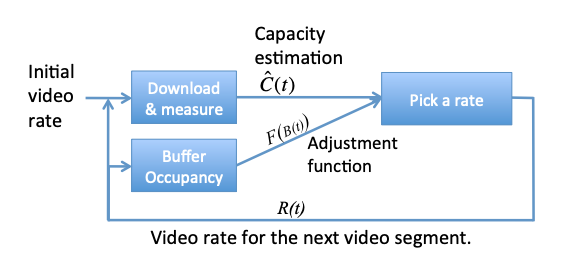 Capacity
estimation
Initial
video
rate
Download
& measure
Ĉ(t)
Pick a rate
F(B(t))
Adjustment
function
Buffer
Occupancy
R(t)
Video rate for the next video segment.